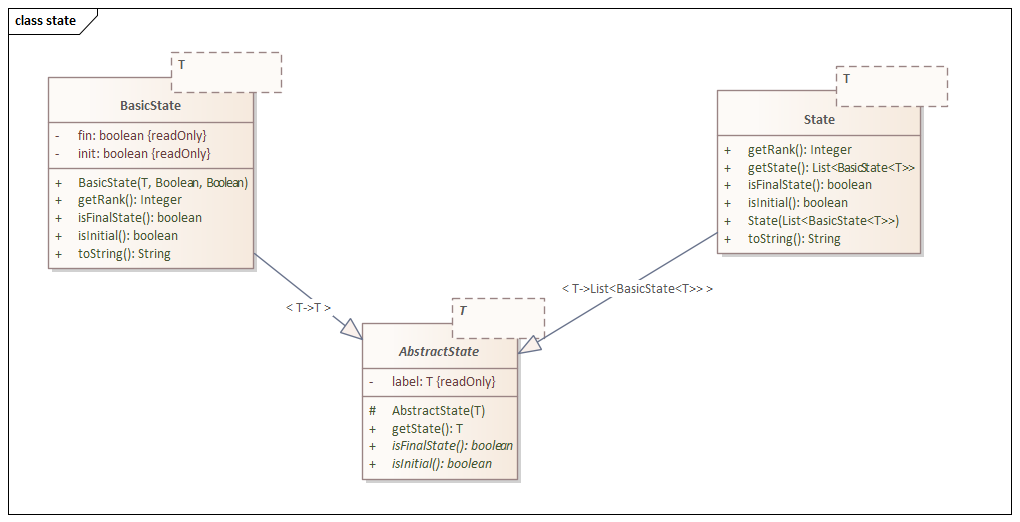 class state
T
BasicState
- fin: boolean {readOnly}
- init: boolean {readOnly}
+ BasicState(T, Boolean, Boolean)
+ getRank(): Integer
+ isFinalState(): boolean
+ isInitial(): boolean
+ toString(): String
T
State
+ getRank(): Integer
+ getState(): List<BasicState<T>>
+ isFinalState(): boolean
+ isInitial(): boolean
+ State(List<BasicState<T>>)
+ toString(): String
< T->T >
< T->List<BasicState<T>> >
T
AbstractState
- label: T {readOnly}
# AbstractState(T)
+ getState(): T
+ isFinalState(): boolean
+ isInitial(): boolean